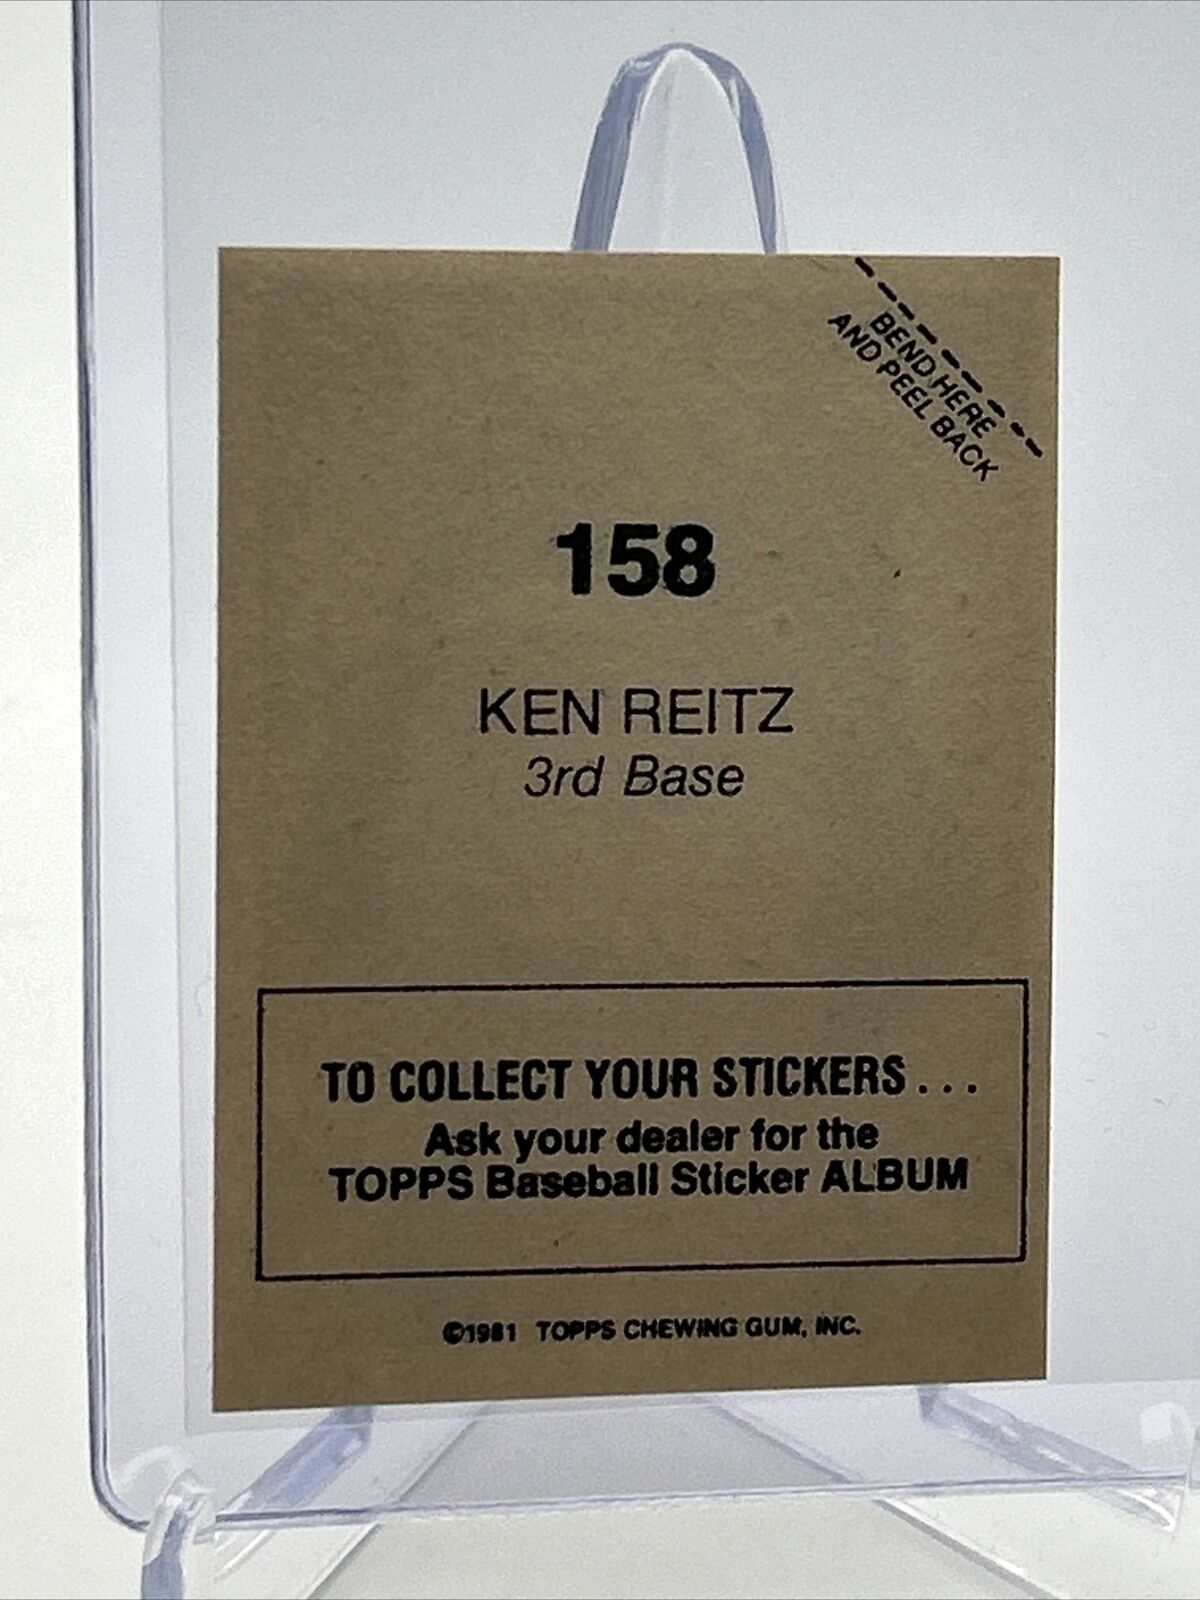 BEND HERE
AND PEEL BACK
158
KEN REITZ
3rd Base
TO COLLECT YOUR STICKERS...
Ask your dealer for the
TOPPS Baseball Sticker ALBUM
©1981 TOPPS CHEWING GUM, INC.